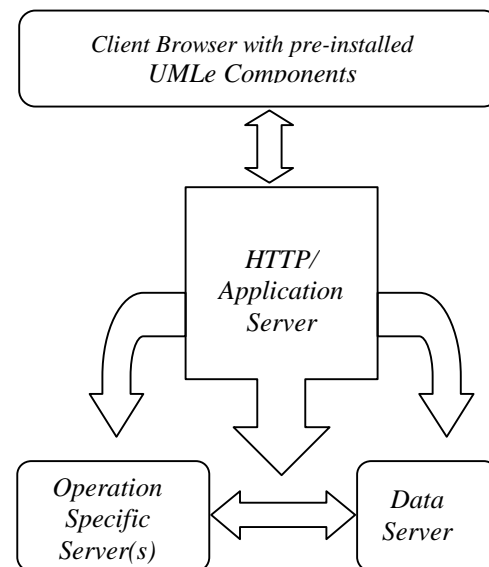 Client Browser with pre-installed
UMLe Components
HTTP/
Application
Server
Operation
Specific
Server(s)
Data
Server